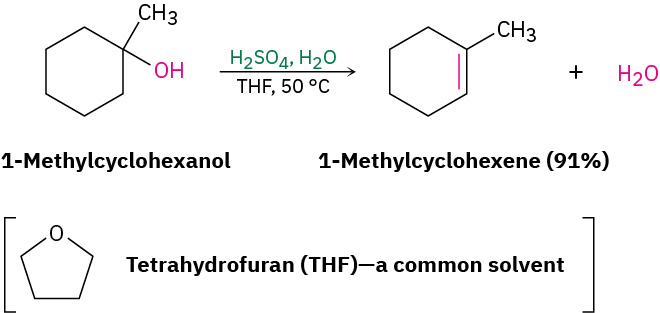 CH₃
OH
H₂SO₄, H₂O
THF, 50 °C
CH₃
+
H₂O
1-Methylcyclohexanol
1-Methylcyclohexene (91%)
O
Tetrahydrofuran (THF)—a common solvent